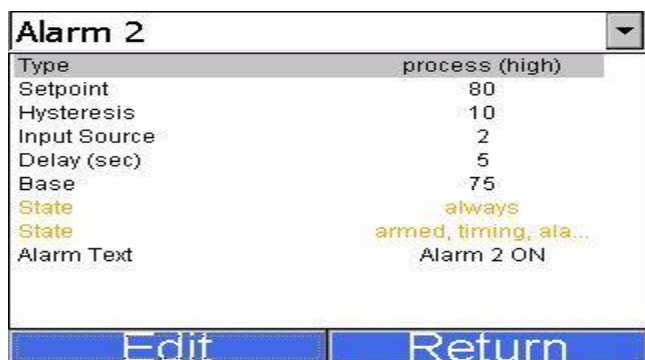 Alarm 2
Type process (high)
Setpoint 80
Hysteresis 10
Input Source 2
Delay (sec) 5
Base 75
State always
State armed, timing, ala...
Alarm Text Alarm 2 ON
Edit Return